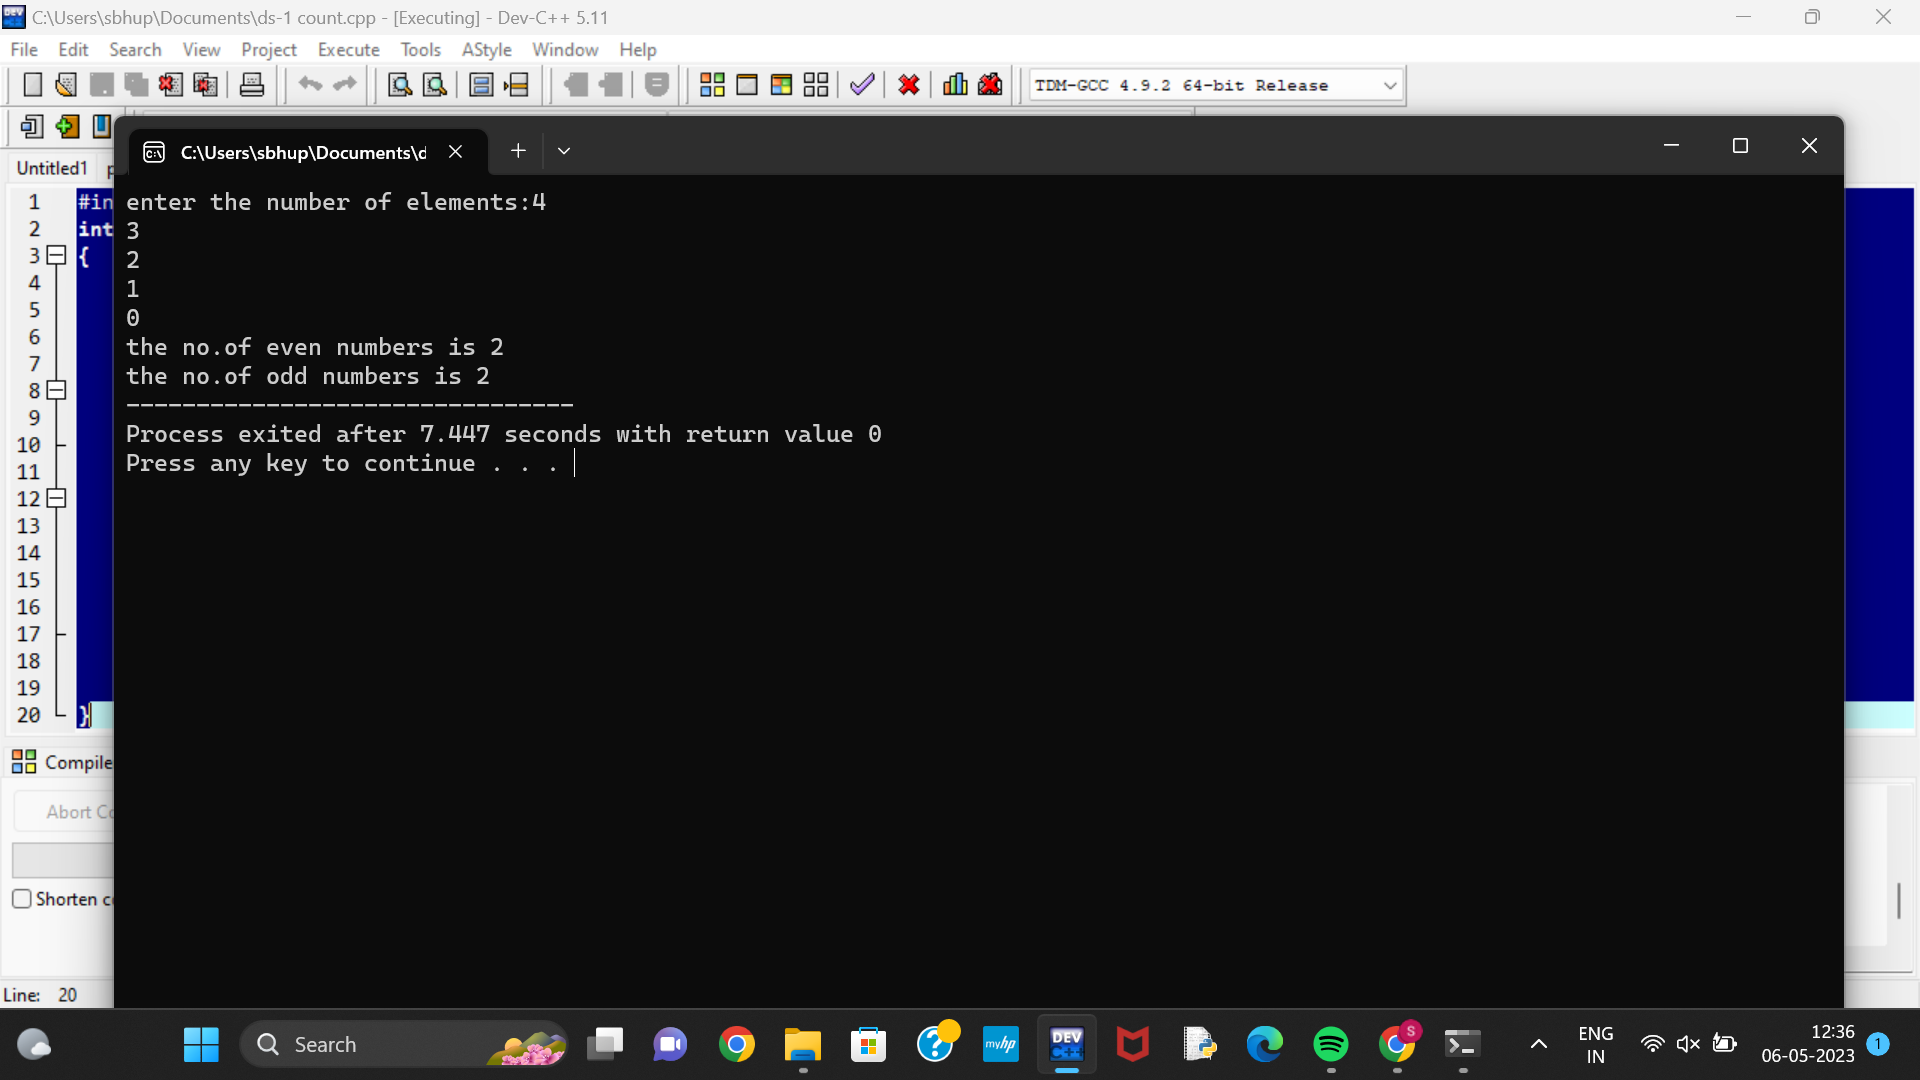 C:\Users\sbhup\Documents\ds-1 count.cpp - [Executing] - Dev-C++ 5.11
File Edit Search View Project Execute Tools AStyle Window Help
TDM-GCC 4.9.2 64-bit Release
C:\Users\sbhup\Documents\d
Untitled1
1 #in
2 int
3 {
4
5
6
7
8
9
10
11
12
13
14
15
16
17
18
19
20 }
enter the number of elements:4
3
2
1
0
the no.of even numbers is 2
the no.of odd numbers is 2
--------------------------------
Process exited after 7.447 seconds with return value 0
Press any key to continue . . .
Compile
Abort Co
Shorten c
Line: 20
Search
myhp
DEV
C++
S
ENG
IN
12:36
06-05-2023
1